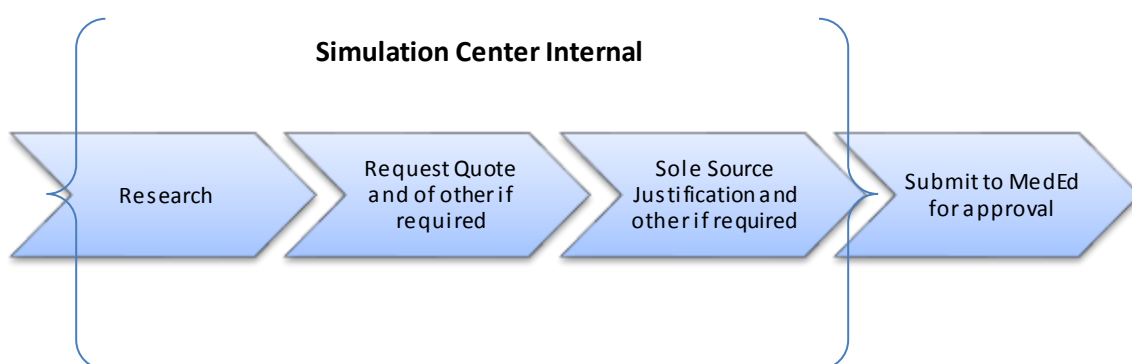 Simulation Center Internal
Research
Request Quote
and of other if
required
Sole Source
Justification and
other if required
Submit to MedEd
for approval